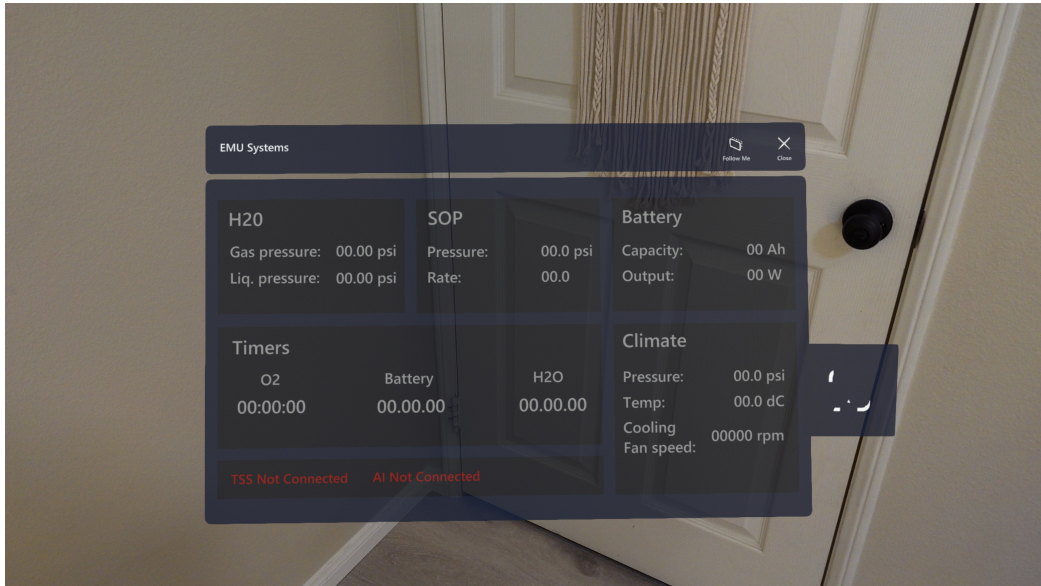 EMU Systems
Follow Me
Close
H20
Gas pressure: 00.00 psi
Liq. pressure: 00.00 psi
SOP
Pressure: 00.0 psi
Rate: 00.0
Battery
Capacity: 00 Ah
Output: 00 W
Timers
O2 Battery H2O
00:00:00 00.00.00 00.00.00
Climate
Pressure: 00.0 psi
Temp: 00.0 dC
Cooling
Fan speed: 00000 rpm
TSS Not Connected AI Not Connected